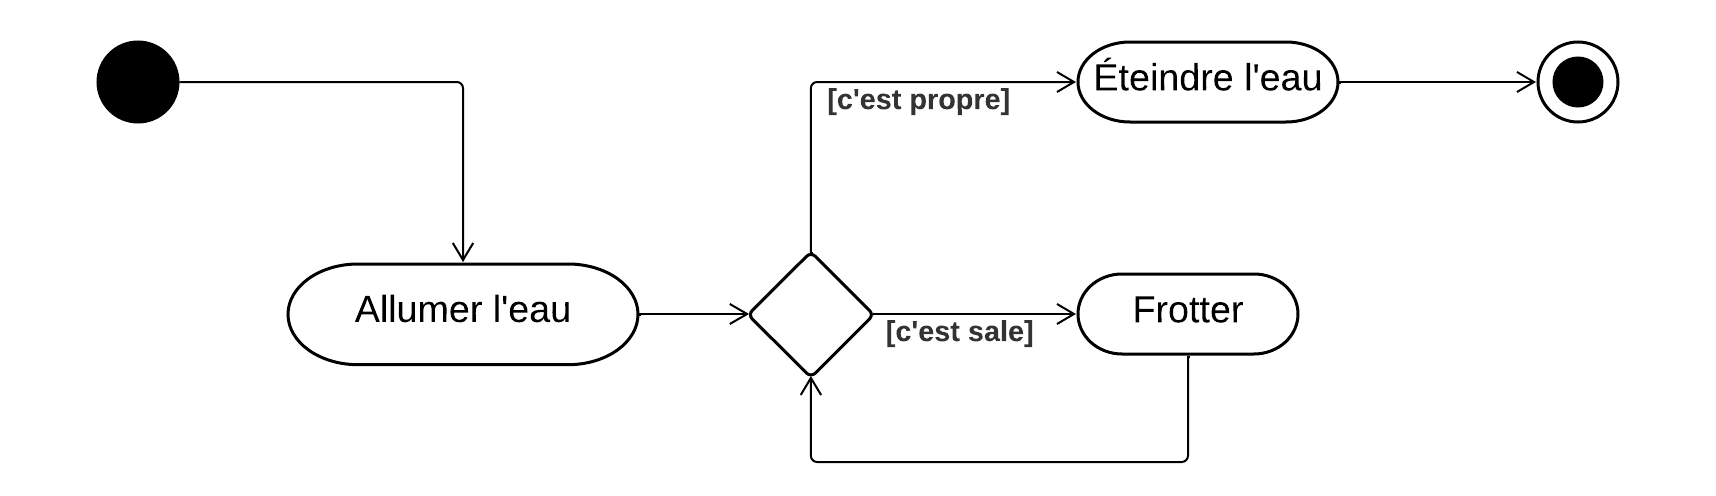 Éteindre l'eau
[c'est propre]
Allumer l'eau
Frotter
[c'est sale]